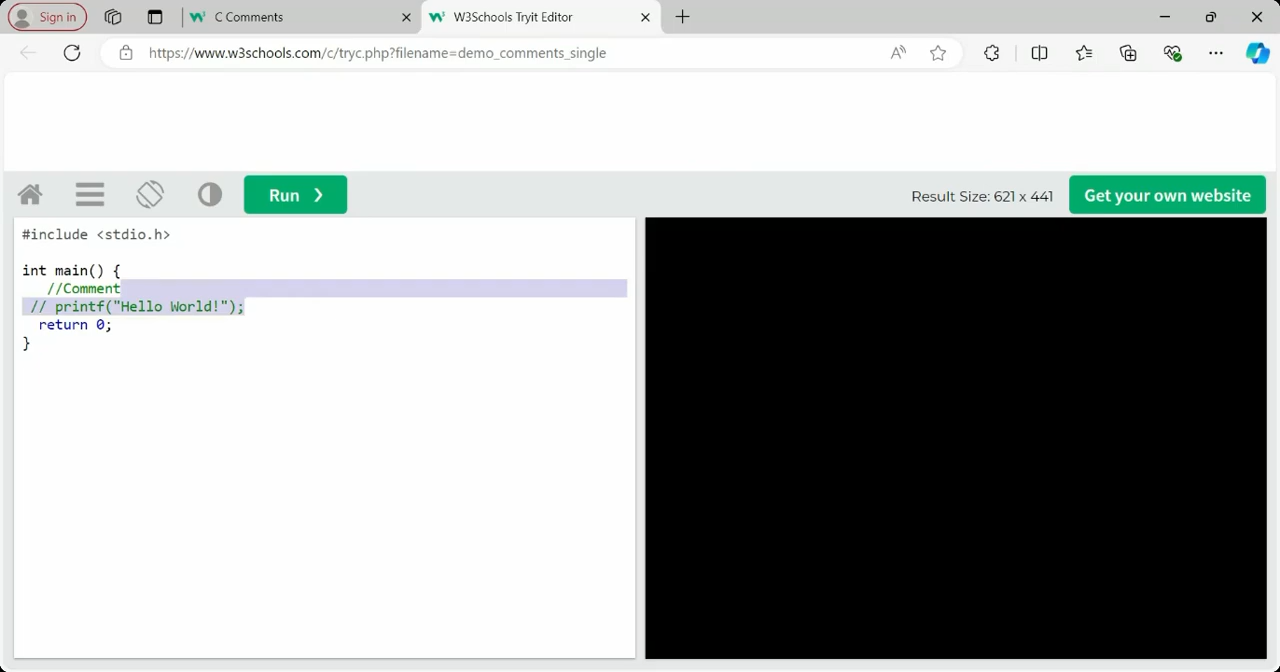 Sign in
C Comments
W3Schools Tryit Editor
https://www.w3schools.com/c/tryc.php?filename=demo_comments_single
Run ❯
Result Size: 621 x 441
Get your own website
#include <stdio.h>
int main() {
//Comment
// printf("Hello World!");
return 0;
}